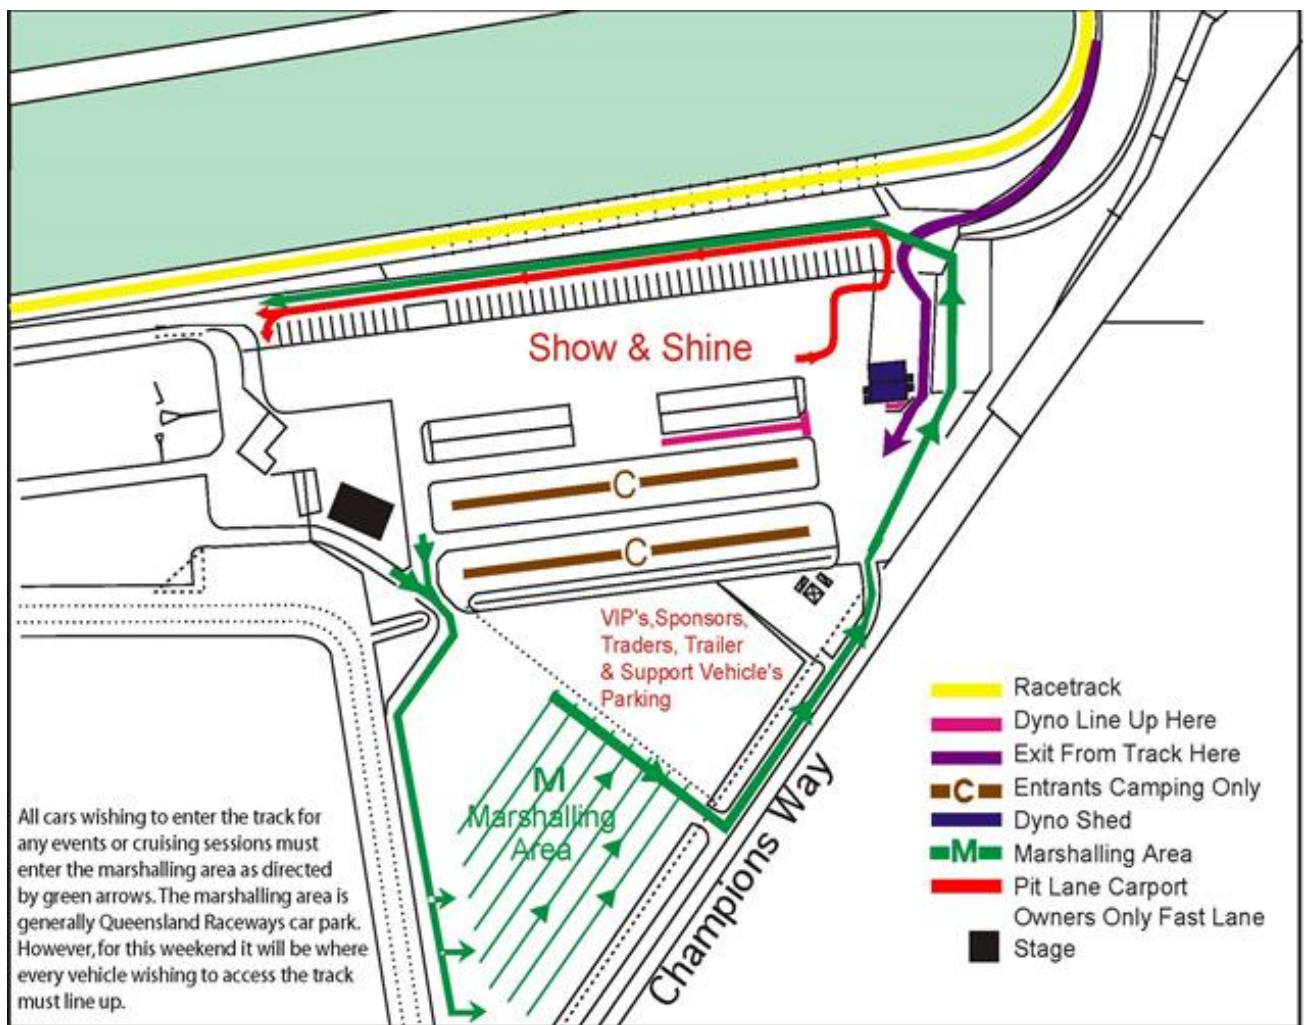 Show & Shine
C
C
VIP's,Sponsors,
Traders, Trailer
& Support Vehicle's
Parking
M
Marshalling
Area
Champions Way
All cars wishing to enter the track for
any events or cruising sessions must
enter the marshalling area as directed
by green arrows. The marshalling area is
generally Queensland Raceways car park.
However, for this weekend it will be where
every vehicle wishing to access the track
must line up.
Racetrack
Dyno Line Up Here
Exit From Track Here
C Entrants Camping Only
Dyno Shed
M Marshalling Area
Pit Lane Carport
Owners Only Fast Lane
Stage